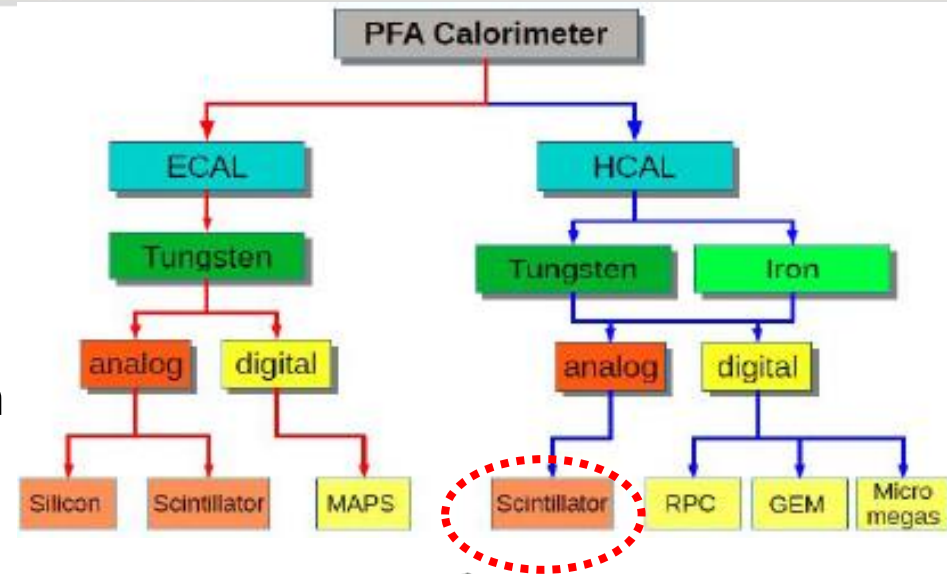 PFA Calorimeter
ECAL
HCAL
Tungsten
Tungsten
Iron
analog
digital
analog
digital
Silicon
Scintillator
MAPS
Scintillator
RPC
GEM
Micro
megas